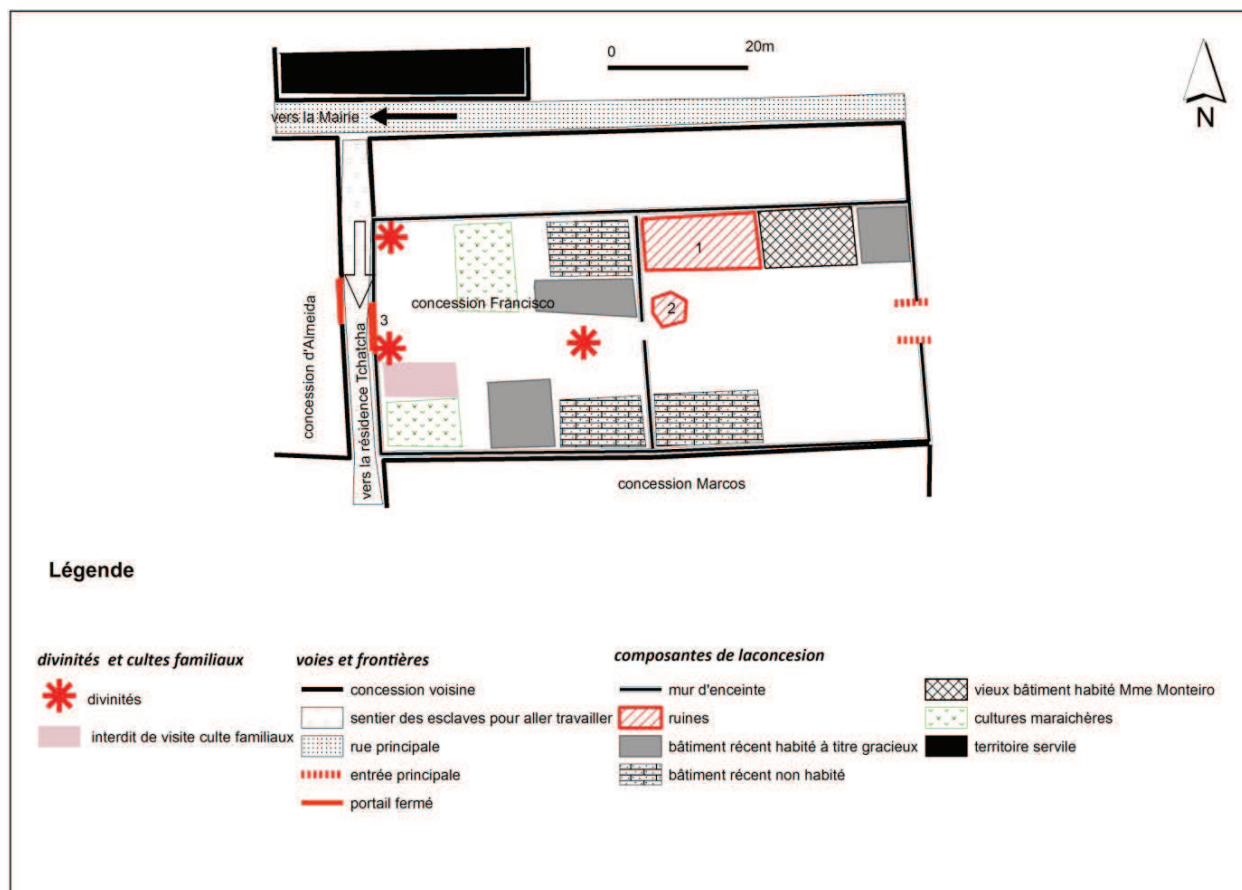 0 20m
N
vers la Mairie
1
2
3
concession Francisco
concession d'Almeida
vers la résidence Tchatcha
concession Marcos
Légende
divinités et cultes familiaux
divinités
interdit de visite culte familiaux
voies et frontières
concession voisine
sentier des esclaves pour aller travailler
rue principale
entrée principale
portail fermé
composantes de laconcesion
mur d'enceinte
ruines
bâtiment récent habité à titre gracieux
bâtiment récent non habité
vieux bâtiment habité Mme Monteiro
cultures maraichères
territoire servile